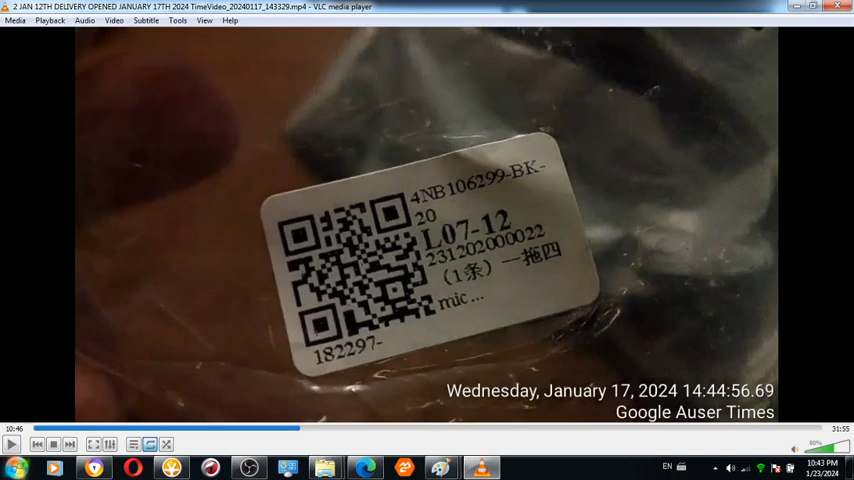 2 JAN 12TH DELIVERY OPENED JANUARY 17TH 2024 TimeVideo_20240117_143329.mp4 - VLC media player
Media Playback Audio Video Subtitle Tools View Help
4NB106299-BK-
20
L07-12
231202000022
（1条）一拖四
mic...
182297-
Wednesday, January 17, 2024 14:44:56.69
Google Auser Times
10:46
31:55
80%
EN
10:43 PM
1/23/2024